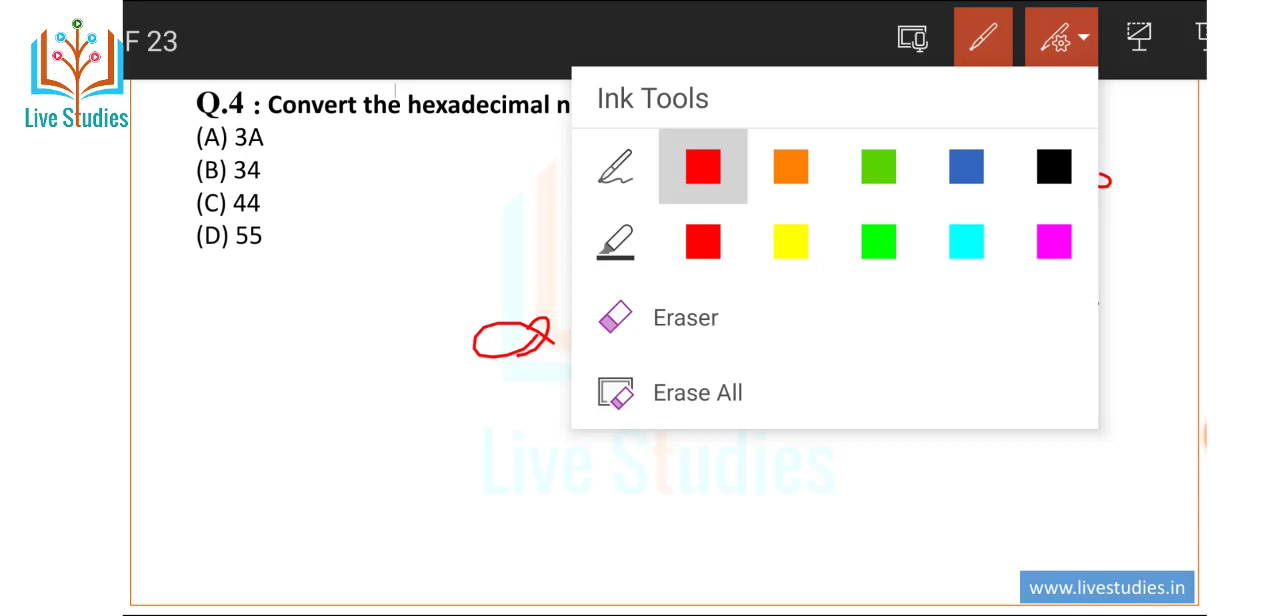 F 23
Live Studies
Ink Tools
Q.4 : Convert the hexadecimal n
(A) 3A
(B) 34
(C) 44
(D) 55
Eraser
Erase All
Live Studies
www.livestudies.in